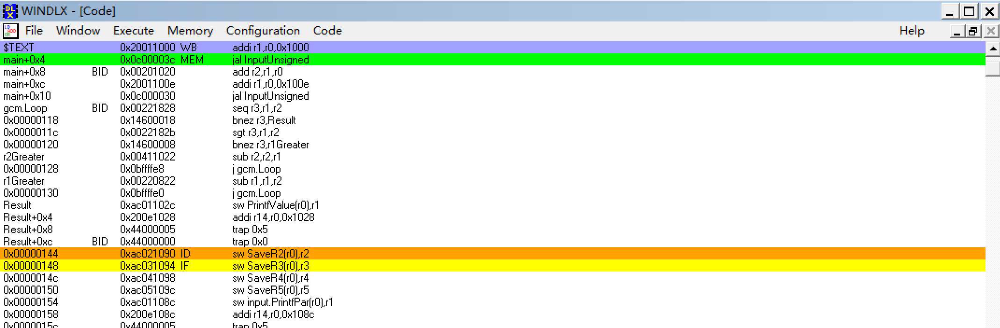 WINDLX - [Code]
File Window Execute Memory Configuration Code Help
$TEXT 0x20011000 WB addi r1,r0,0x1000
main+0x4 0x0c00003c MEM jal InputUnsigned
main+0x8 BID 0x00201020 add r2,r1,r0
main+0xc 0x2001100e addi r1,r0,0x100e
main+0x10 0x0c000030 jal InputUnsigned
gcm.Loop BID 0x00221828 seq r3,r1,r2
0x00000118 0x14600018 bnez r3,Result
0x0000011c 0x0022182b sgt r3,r1,r2
0x00000120 0x14600008 bnez r3,r1Greater
r2Greater 0x00411022 sub r2,r2,r1
0x00000128 0x0bffffe8 j gcm.Loop
r1Greater 0x00220822 sub r1,r1,r2
0x00000130 0x0bffffe0 j gcm.Loop
Result 0xac01102c sw PrintfValue(r0),r1
Result+0x4 0x200e1028 addi r14,r0,0x1028
Result+0x8 0x44000005 trap 0x5
Result+0xc BID 0x44000000 trap 0x0
0x00000144 0xac021090 ID sw SaveR2(r0),r2
0x00000148 0xac031094 IF sw SaveR3(r0),r3
0x0000014c 0xac041098 sw SaveR4(r0),r4
0x00000150 0xac05109c sw SaveR5(r0),r5
0x00000154 0xac01108c sw input.PrintfPar(r0),r1
0x00000158 0x200e108c addi r14,r0,0x108c
0x0000015c 0x44000005 trap 0x5